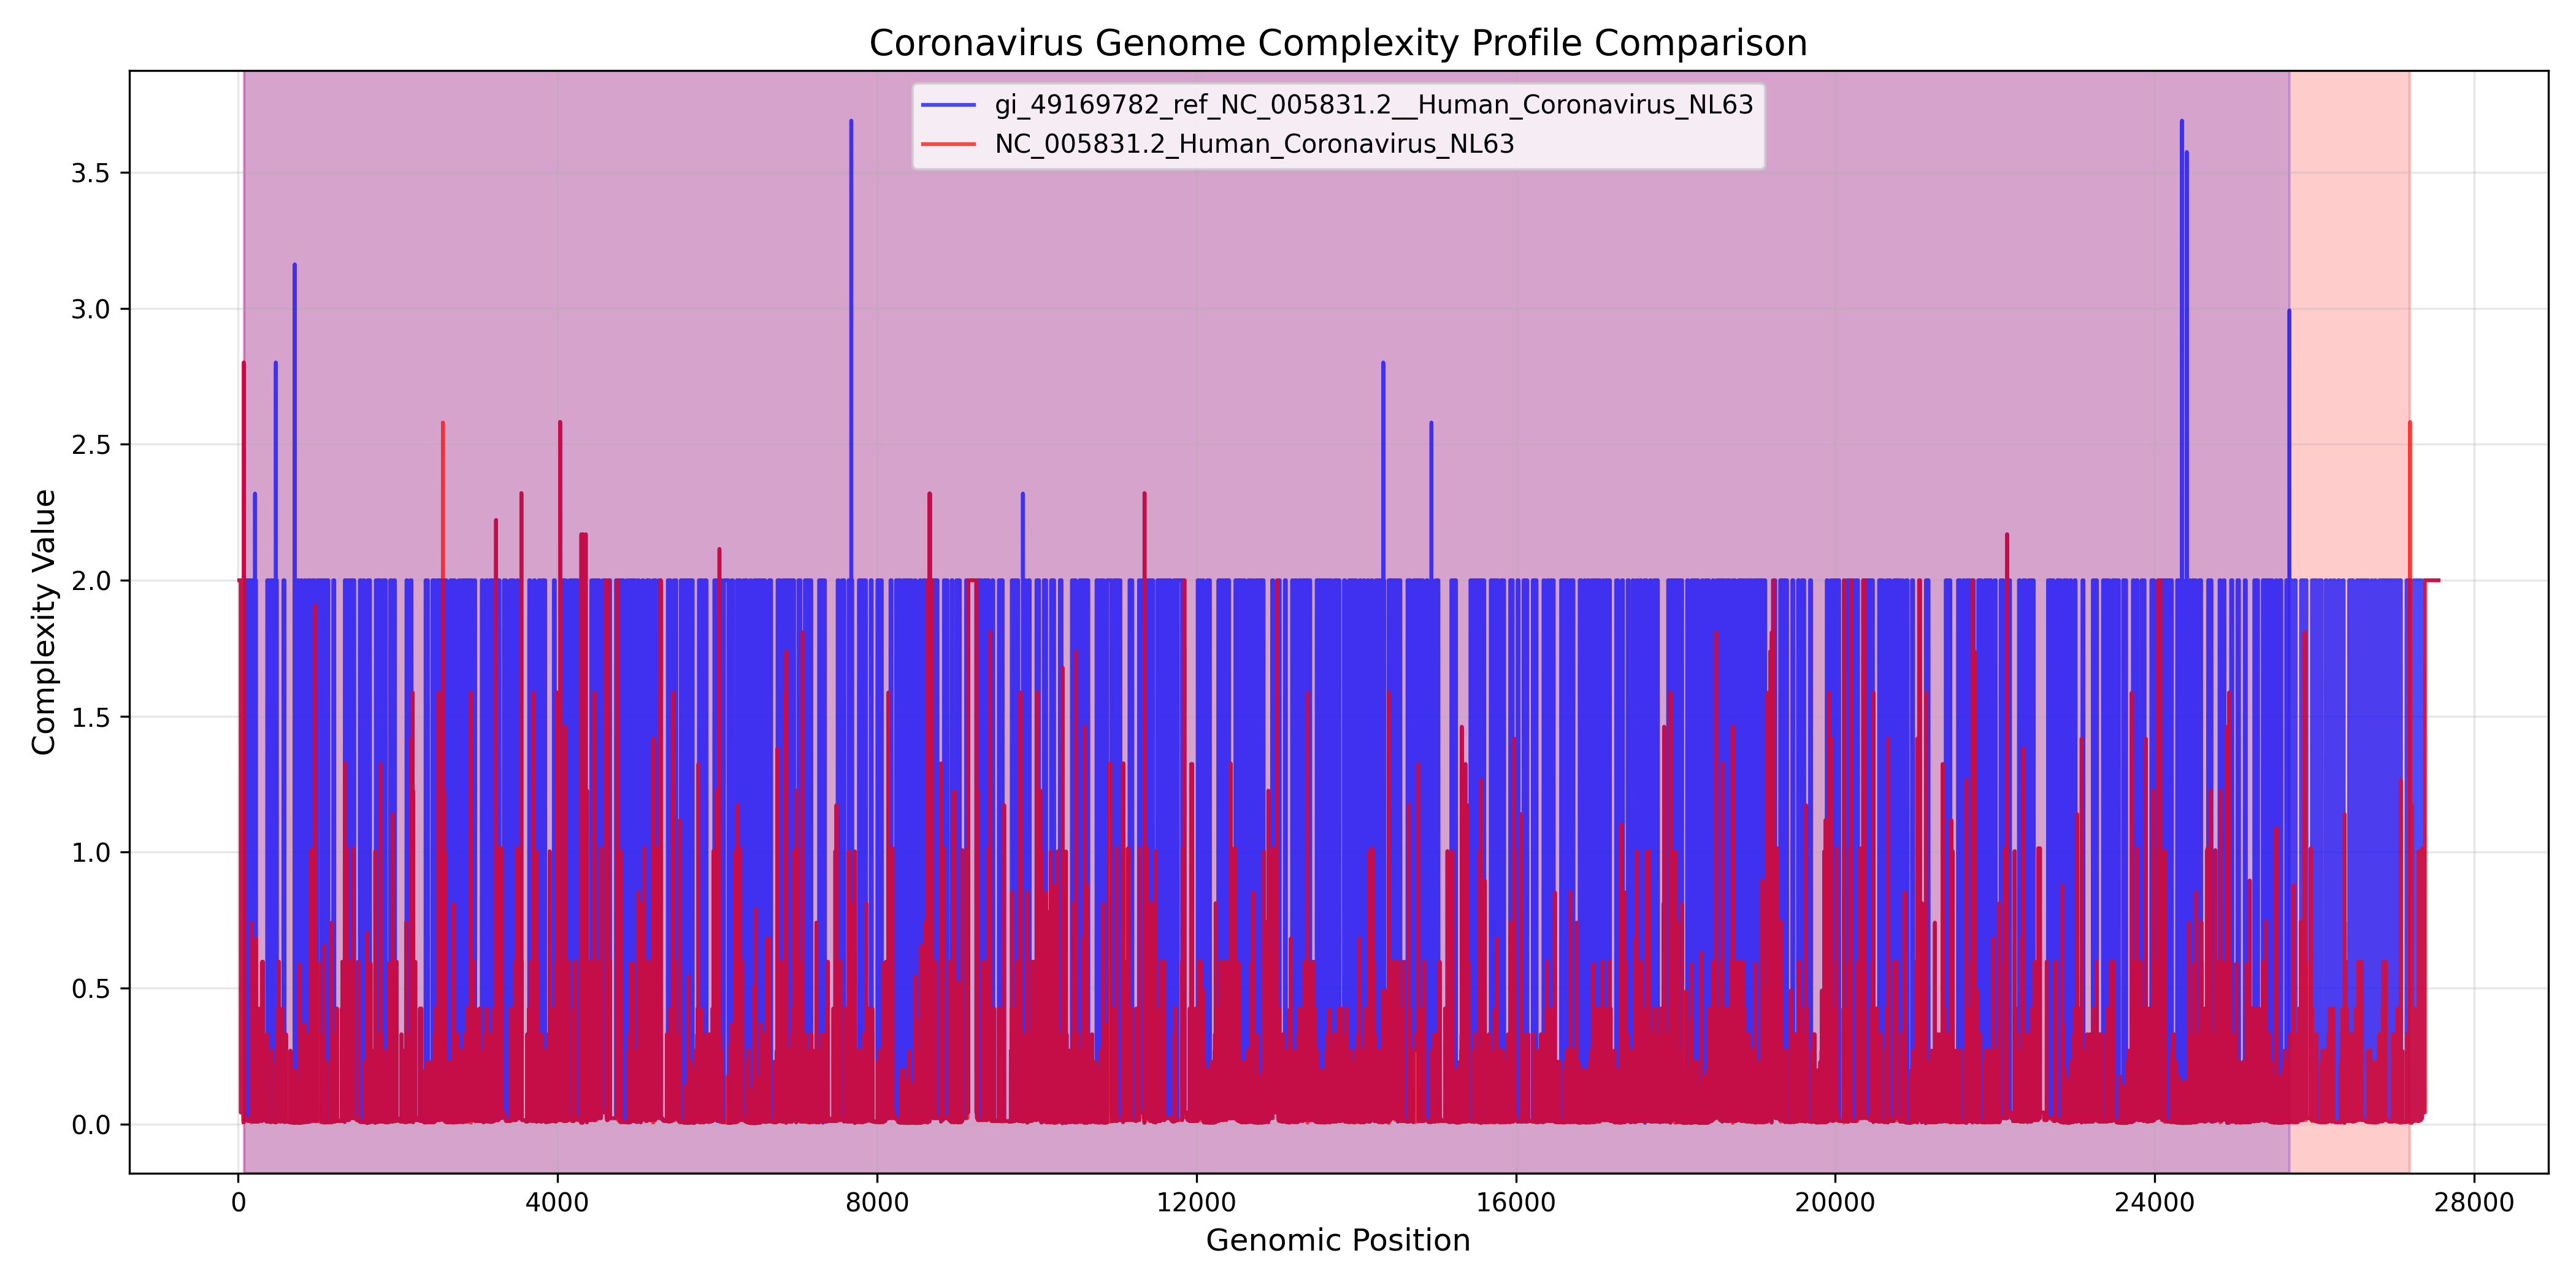 Coronavirus Genome Complexity Profile Comparison
gi_49169782_ref_NC_005831.2__Human_Coronavirus_NL63
NC_005831.2_Human_Coronavirus_NL63
Complexity Value
3.5
3.0
2.5
2.0
1.5
1.0
0.5
0.0
0 4000 8000 12000 16000 20000 24000 28000
Genomic Position